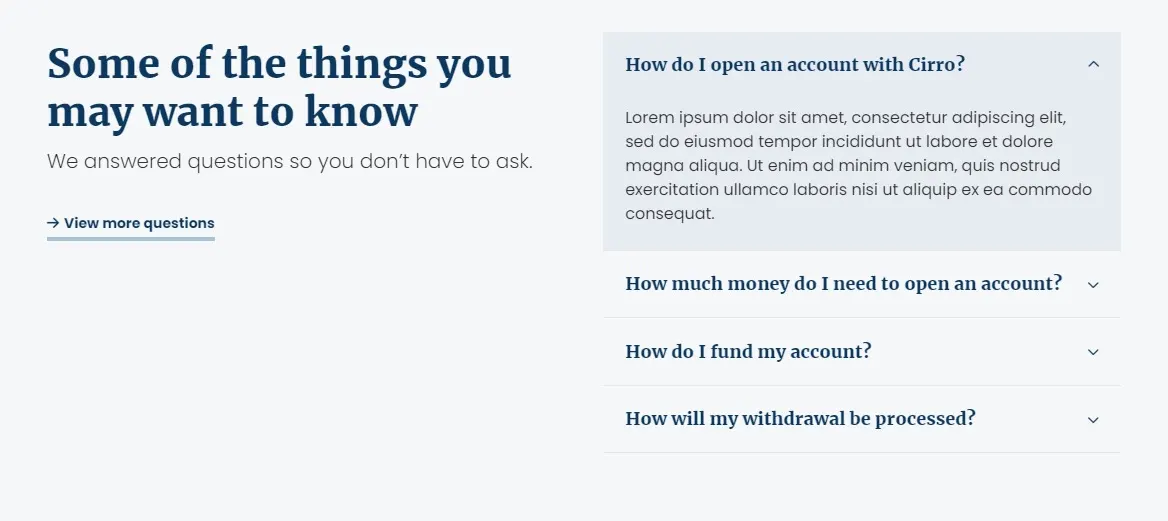 Some of the things you
may want to know
We answered questions so you don’t have to ask.
→ View more questions
How do I open an account with Cirro?
Lorem ipsum dolor sit amet, consectetur adipiscing elit,
sed do eiusmod tempor incididunt ut labore et dolore
magna aliqua. Ut enim ad minim veniam, quis nostrud
exercitation ullamco laboris nisi ut aliquip ex ea commodo
consequat.
How much money do I need to open an account?
How do I fund my account?
How will my withdrawal be processed?